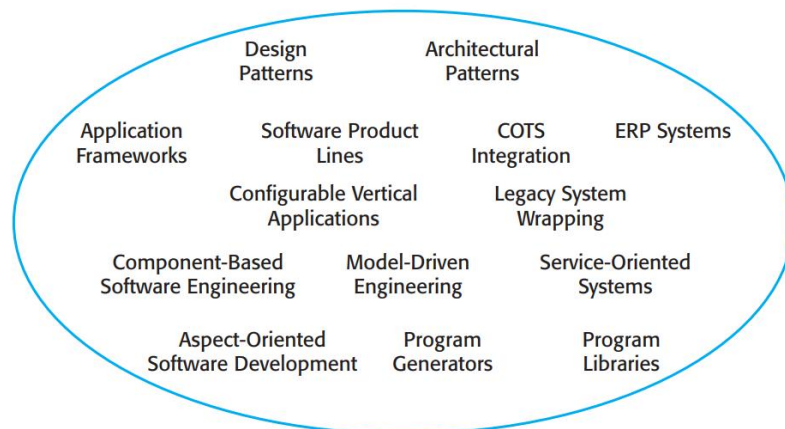 Design
Patterns
Architectural
Patterns
Application
Frameworks
Software Product
Lines
COTS
Integration
ERP Systems
Configurable Vertical
Applications
Legacy System
Wrapping
Component-Based
Software Engineering
Model-Driven
Engineering
Service-Oriented
Systems
Aspect-Oriented
Software Development
Program
Generators
Program
Libraries